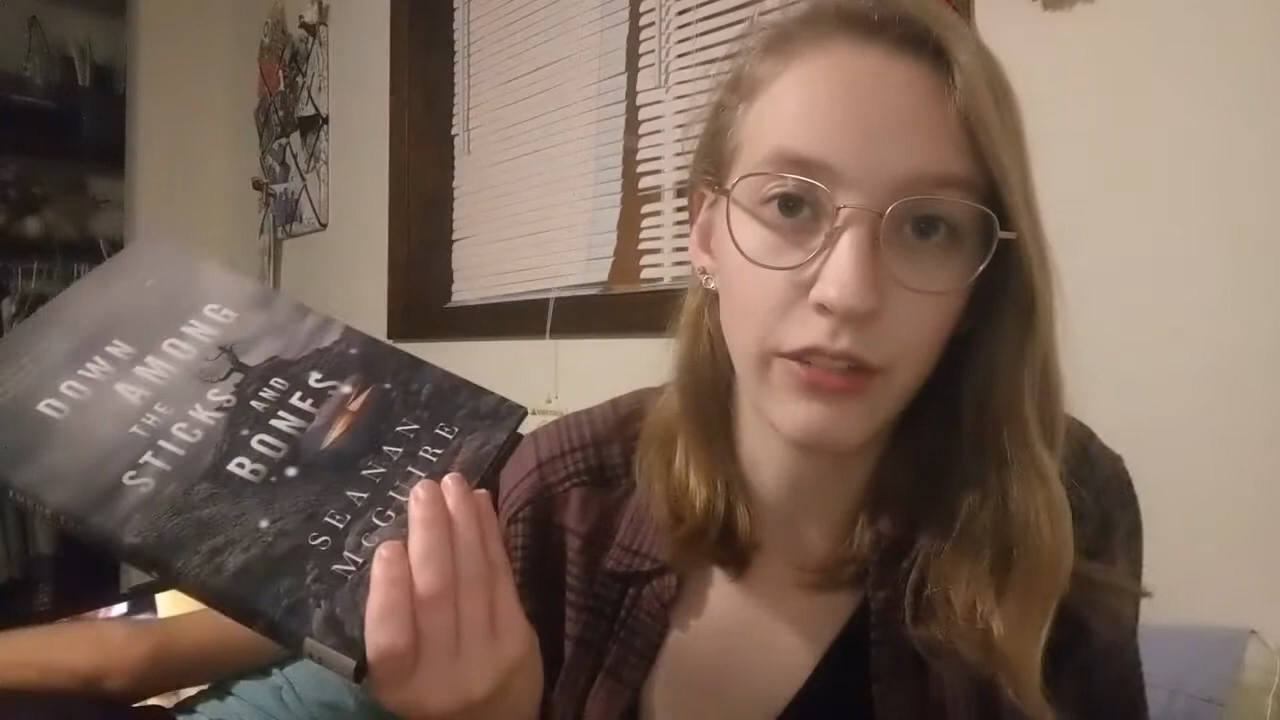 DOWN
AMONG
THE
STICKS
AND
BONES
SEANAN
McGUIRE